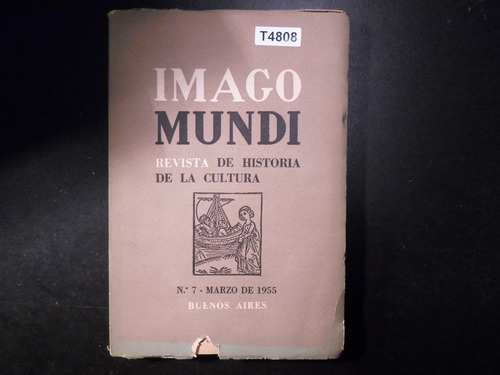 T4808
IMAGO
MUNDI
REVISTA DE HISTORIA
DE LA CULTURA
N.º 7 - MARZO DE 1955
BUENOS AIRES